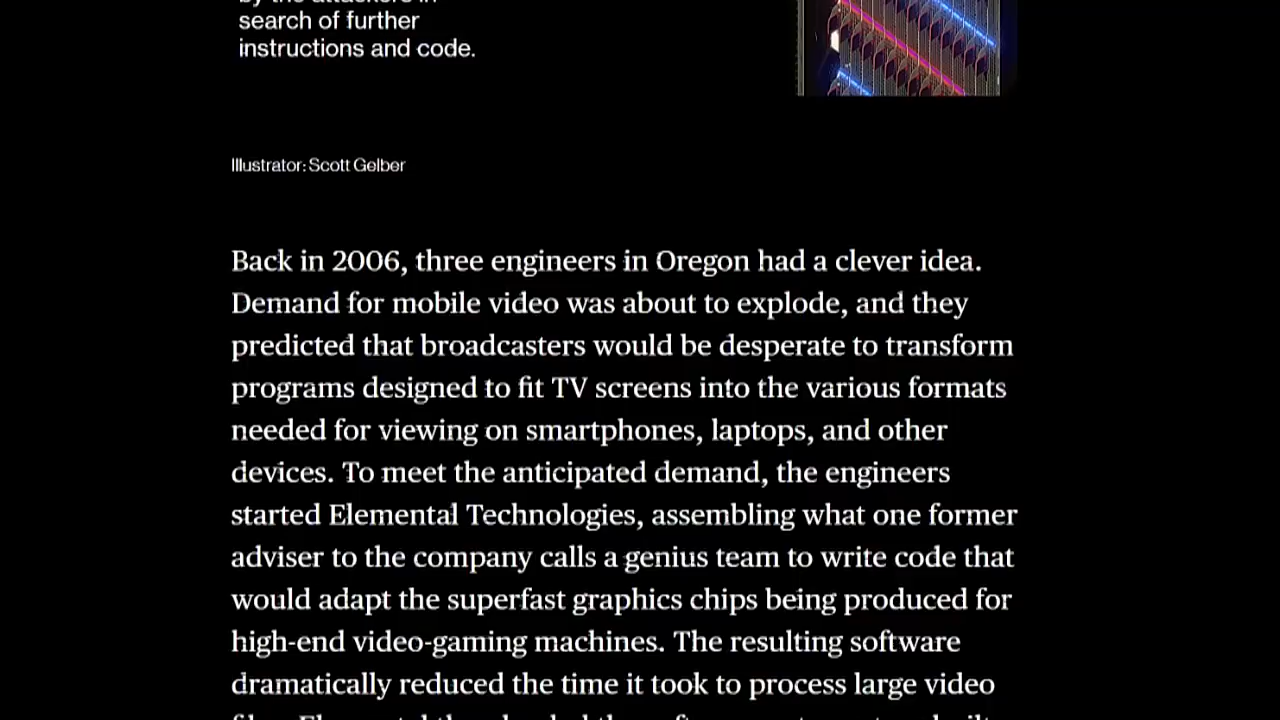 by the attackers in
search of further
instructions and code.
Illustrator: Scott Gelber
Back in 2006, three engineers in Oregon had a clever idea.
Demand for mobile video was about to explode, and they
predicted that broadcasters would be desperate to transform
programs designed to fit TV screens into the various formats
needed for viewing on smartphones, laptops, and other
devices. To meet the anticipated demand, the engineers
started Elemental Technologies, assembling what one former
adviser to the company calls a genius team to write code that
would adapt the superfast graphics chips being produced for
high-end video-gaming machines. The resulting software
dramatically reduced the time it took to process large video